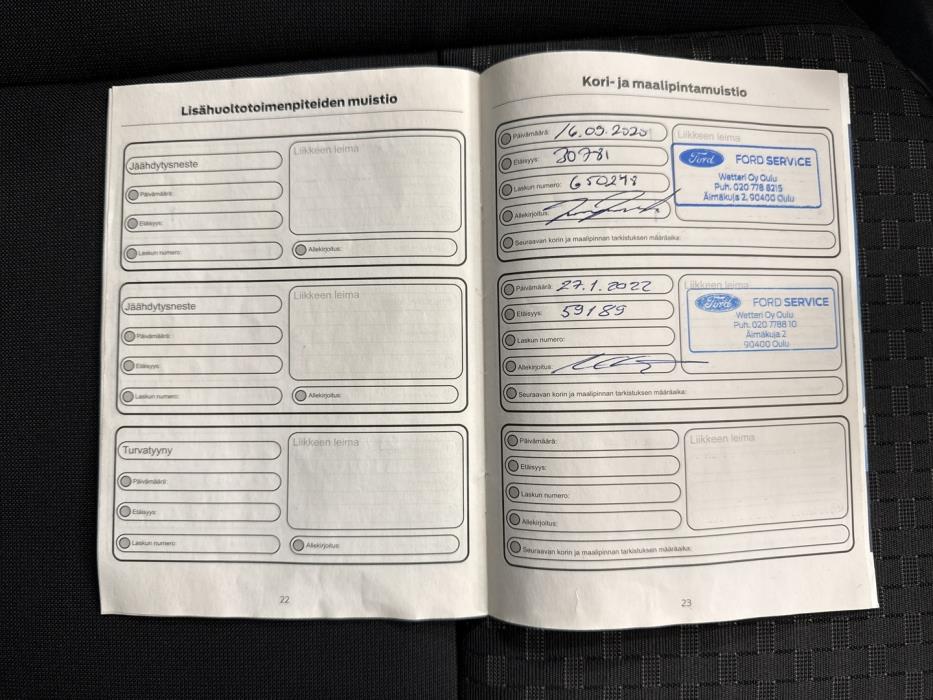 Lisähuoltotoimenpiteiden muistio
Jäähdytysneste
Liikkeen leima
Päivämäärä:
Etäisyys:
Laskun numero:
Allekirjoitus:
Jäähdytysneste
Liikkeen leima
Päivämäärä:
Etäisyys:
Laskun numero:
Allekirjoitus:
Turvatyyny
Liikkeen leima
Päivämäärä:
Etäisyys:
Laskun numero:
Allekirjoitus:
22
Kori- ja maalipintamuistio
Päivämäärä: 16.09.2020
Etäisyys: 30781
Laskun numero: 650248
Allekirjoitus:
Liikkeen leima
Ford FORD SERVICE
Wetteri Oy Oulu
Puh. 020 778 8215
Äimäkuja 2, 90400 Oulu
Seuraavan korin ja maalipinnan tarkistuksen määräaika:
Päivämäärä: 27.1.2022
Etäisyys: 59189
Laskun numero:
Allekirjoitus:
Liikkeen leima
Ford FORD SERVICE
Wetteri Oy Oulu
Puh. 020 778810
Äimäkuja 2
90400 Oulu
Seuraavan korin ja maalipinnan tarkistuksen määräaika:
Päivämäärä:
Etäisyys:
Laskun numero:
Allekirjoitus:
Liikkeen leima
Seuraavan korin ja maalipinnan tarkistuksen määräaika:
23